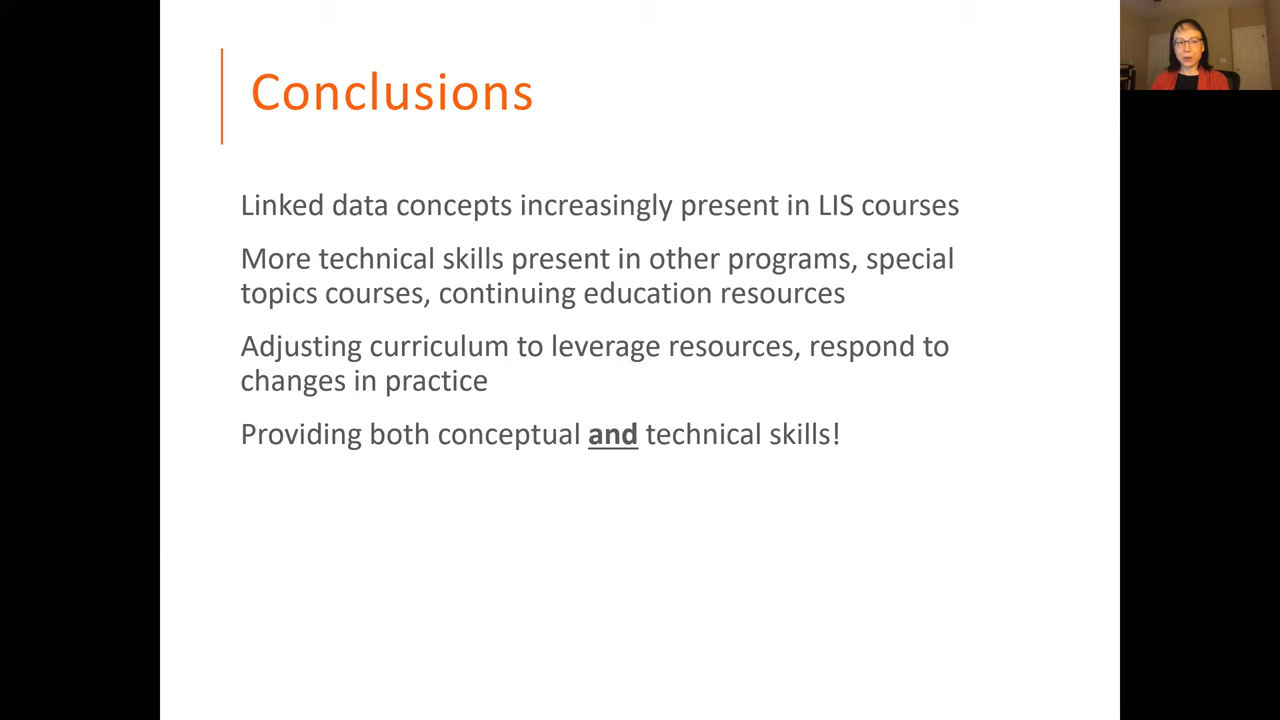 Conclusions
Linked data concepts increasingly present in LIS courses
More technical skills present in other programs, special
topics courses, continuing education resources
Adjusting curriculum to leverage resources, respond to
changes in practice
Providing both conceptual and technical skills!